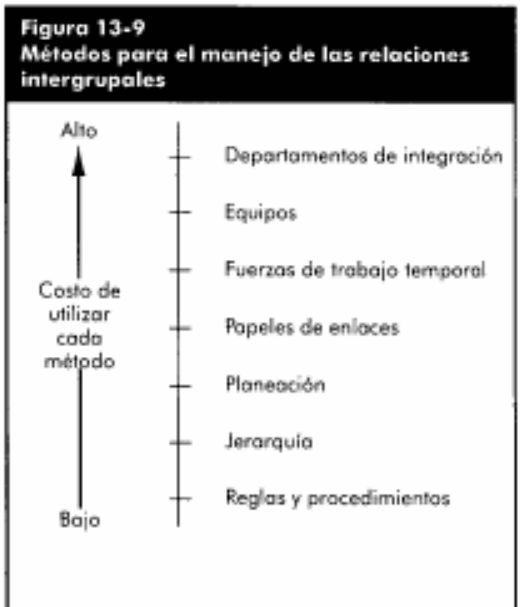 Figura 13-9
Métodos para el manejo de las relaciones
intergrupales
Alto
Departamentos de integración
Equipos
Fuerzas de trabajo temporal
Costo de
utilizar
cada
método
Papeles de enlaces
Planeación
Jerarquía
Reglas y procedimientos
Bajo